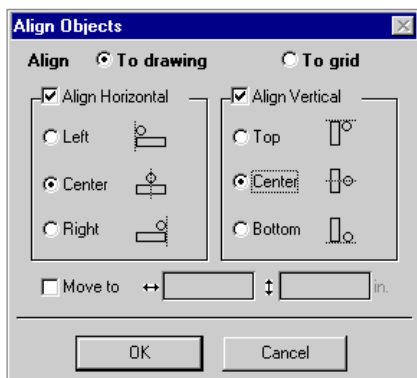 Align Objects
Align To drawing To grid
Align Horizontal Align Vertical
Left Top
Center Center
Right Bottom
Move to in.
OK Cancel